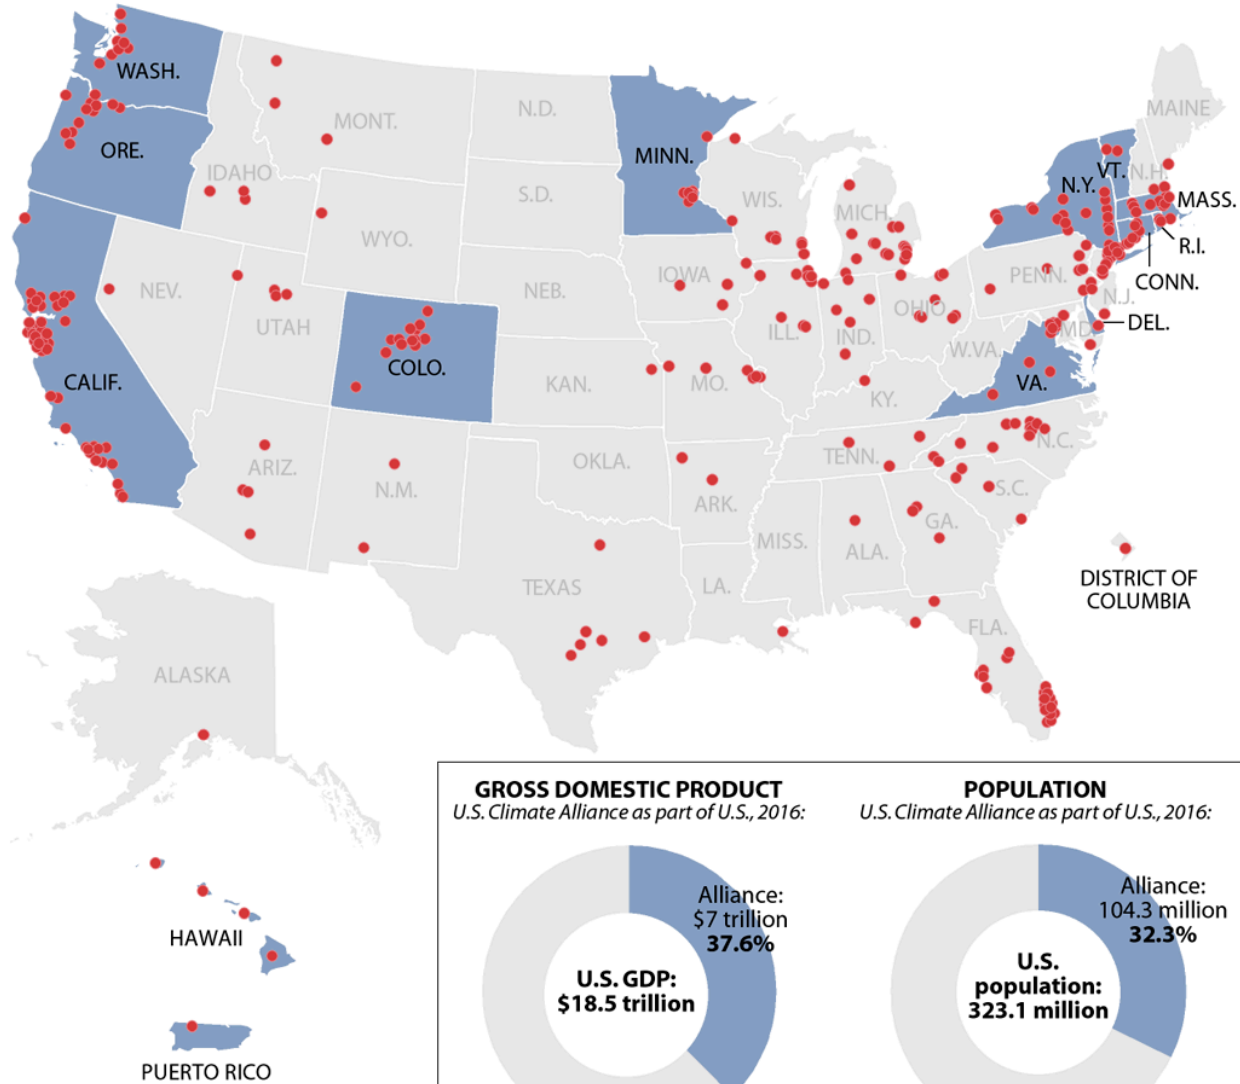 WASH.
ORE.
CALIF.
IDAHO
NEV.
MONT.
WYO.
UTAH
COLO.
ARIZ.
N.M.
N.D.
S.D.
NEB.
KAN.
OKLA.
TEXAS
MINN.
IOWA
MO.
ARK.
LA.
WIS.
ILL.
MICH.
IND.
OHIO
KY.
TENN.
MISS.
ALA.
GA.
FLA.
S.C.
N.C.
VA.
W.VA.
MD.
DEL.
PENN.
N.J.
N.Y.
VT.
N.H.
MAINE
MASS.
R.I.
CONN.
DISTRICT OF
COLUMBIA
ALASKA
HAWAII
PUERTO RICO
GROSS DOMESTIC PRODUCT
U.S. Climate Alliance as part of U.S., 2016:
Alliance:
$7 trillion
37.6%
U.S. GDP:
$18.5 trillion
POPULATION
U.S. Climate Alliance as part of U.S., 2016:
Alliance:
104.3 million
32.3%
U.S.
population:
323.1 million